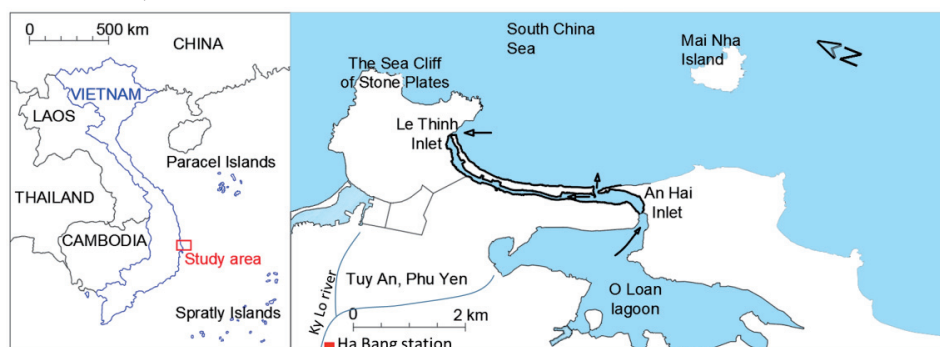 0 500 km
CHINA
VIETNAM
LAOS
Paracel Islands
THAILAND
CAMBODIA
Study area
Spratly Islands
South China
Sea
Mai Nha
Island
N
The Sea Cliff
of Stone Plates
Le Thinh
Inlet
An Hai
Inlet
Ky Lo river
Tuy An, Phu Yen
O Loan
lagoon
0 2 km
Ha Bang station